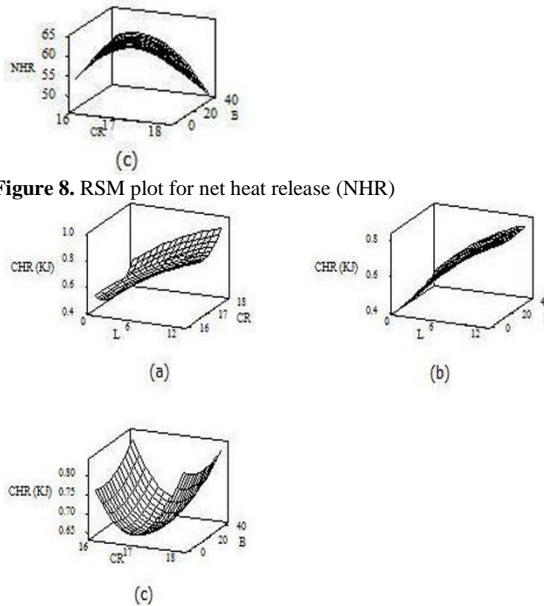 65
60
NHR
55
50
16
17
CR
18
0
20
40
B
(c)
Figure 8. RSM plot for net heat release (NHR)
1.0
0.8
CHR (KJ)
0.6
0.4
0
6
L
12
16
17
18
CR
(a)
0.8
CHR (KJ)
0.6
0.4
0
6
L
12
0
20
4
(b)
0.80
CHR (KJ)
0.75
0.70
0.65
16
17
CR
18
0
20
40
B
(c)